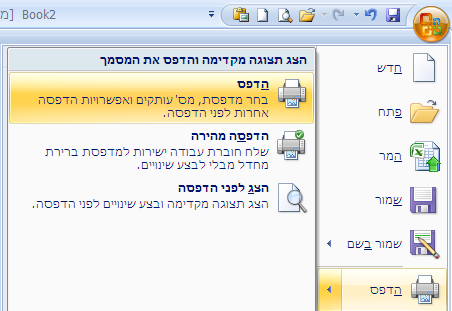 Book2 [מ
הצג תצוגה מקדימה והדפס את המסמך
הדפס
בחר מדפסת, מס' עותקים ואפשרויות הדפסה
אחרות לפני הדפסה.
הדפסה מהירה
שלח חוברת עבודה ישירות למדפסת ברירת
מחדל מבלי לבצע שינויים.
הצג לפני הדפסה
הצג תצוגה מקדימה ובצע שינויים לפני הדפסה.
חדש
פתח
המר
שמור
שמור בשם
הדפס